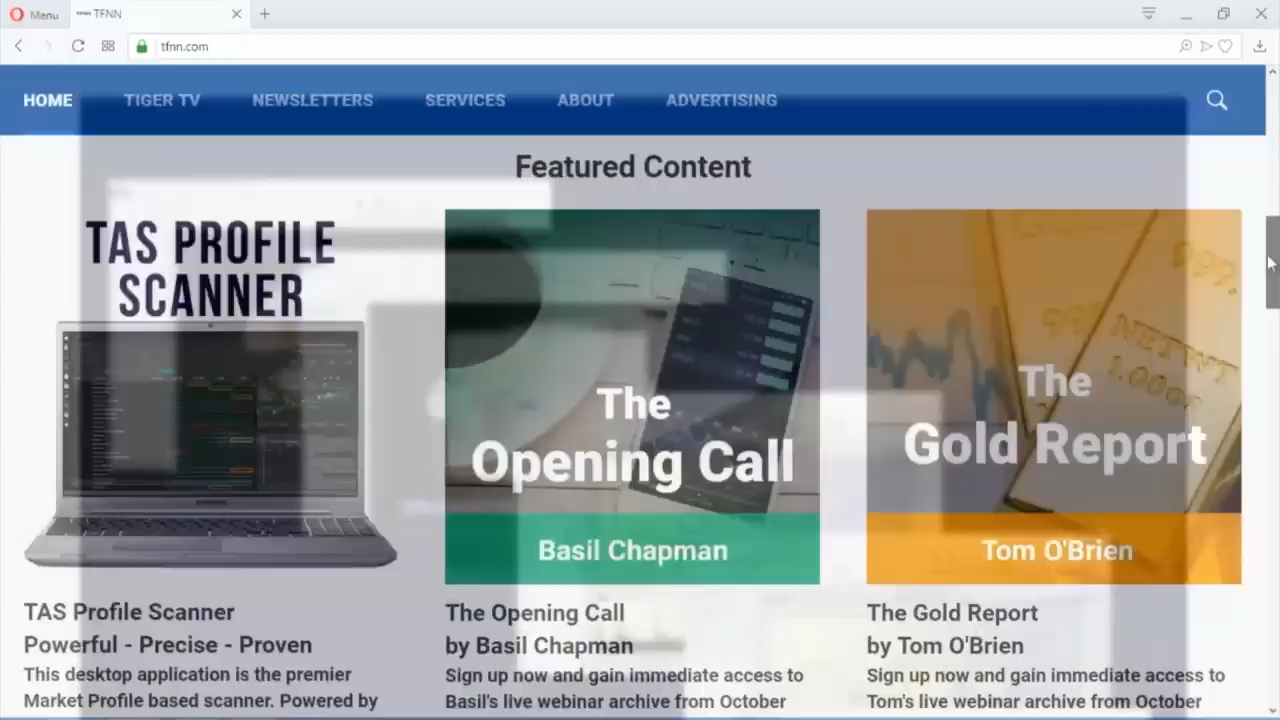 Menu
TFNN
tfnn.com
HOME
TIGER TV
NEWSLETTERS
SERVICES
ABOUT
ADVERTISING
Featured Content
TAS PROFILE
SCANNER
TAS Profile Scanner
Powerful - Precise - Proven
This desktop application is the premier
Market Profile based scanner. Powered by
The
Opening Call
Basil Chapman
The Opening Call
by Basil Chapman
Sign up now and gain immediate access to
Basil's live webinar archive from October
999.
NET WT
The
Gold Report
Tom O'Brien
The Gold Report
by Tom O'Brien
Sign up now and gain immediate access to
Tom's live webinar archive from October